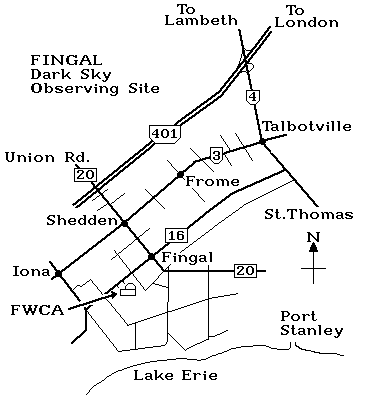 To
Lambeth
To
London
FINGAL
Dark Sky
Observing Site
4
401
Talbotville
3
Union Rd.
20
Frome
Shedden
St.Thomas
16
N
Fingal
Iona
20
FWCA
Port
Stanley
Lake Erie